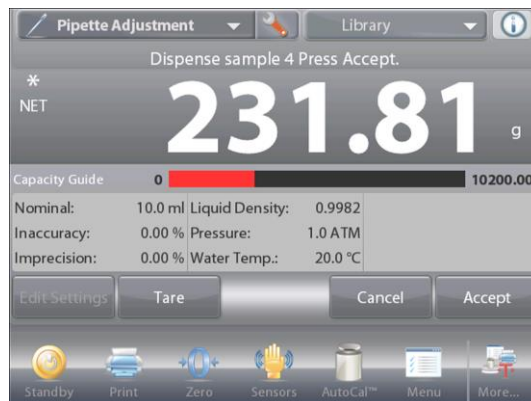 Pipette Adjustment Library
Dispense sample 4 Press Accept.
*
NET
231.81 g
Capacity Guide 0 10200.00
Nominal: 10.0 ml Liquid Density: 0.9982
Inaccuracy: 0.00 % Pressure: 1.0 ATM
Imprecision: 0.00 % Water Temp.: 20.0 °C
Edit Settings Tare Cancel Accept
Standby Print Zero Sensors AutoCal™ Menu More...